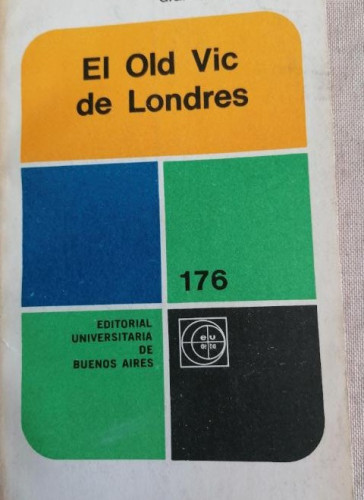 El Old Vic
de Londres
176
EDITORIAL
UNIVERSITARIA
DE
BUENOS AIRES
e u